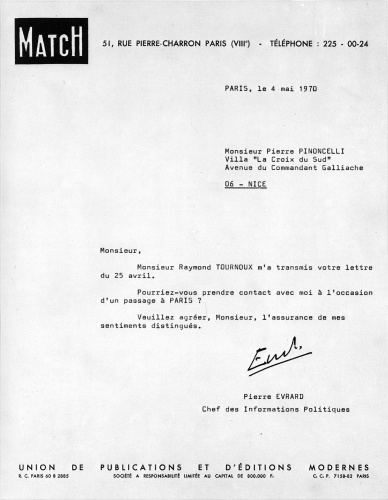 MATCH
51, RUE PIERRE-CHARRON PARIS (VIIIe) - TÉLÉPHONE : 225 - 00-24
PARIS, le 4 mai 1970
Monsieur Pierre PINONCELLI
Villa "La Croix du Sud"
Avenue du Commandant Galliache
06 - NICE
Monsieur,
Monsieur Raymond TOURNOUX m'a transmis votre lettre
du 25 avril.
Pourriez-vous prendre contact avec moi à l'occasion
d'un passage à PARIS ?
Veuillez agréer, Monsieur, l'assurance de mes
sentiments distingués.
Pierre EVRARD
Chef des Informations Politiques
UNION DE PUBLICATIONS ET D'ÉDITIONS MODERNES
R. C. PARIS 60 B 2885 SOCIÉTÉ A RESPONSABILITÉ LIMITÉE AU CAPITAL DE 800.000 F. C. C. P. 7158-83 PARIS